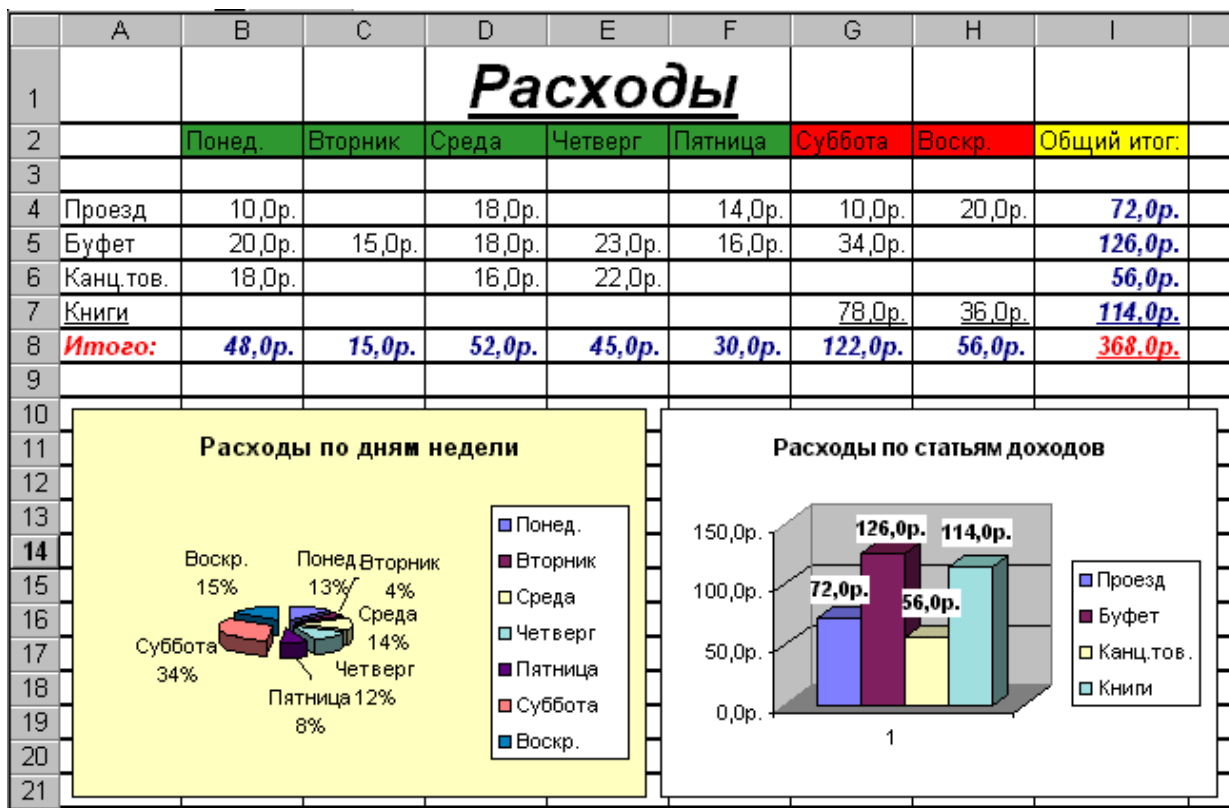 A B C D E F G H I
1 Расходы
2 Понед. Вторник Среда Четверг Пятница Суббота Воскр. Общий итог:
3
4 Проезд 10,0р. 18,0р. 14,0р. 10,0р. 20,0р. 72,0р.
5 Буфет 20,0р. 15,0р. 18,0р. 23,0р. 16,0р. 34,0р. 126,0р.
6 Канц.тов. 18,0р. 16,0р. 22,0р. 56,0р.
7 Книги 78,0р. 36,0р. 114,0р.
8 Итого: 48,0р. 15,0р. 52,0р. 45,0р. 30,0р. 122,0р. 56,0р. 368,0р.
9
10
11
12
13
14
15
16
17
18
19
20
21
Расходы по дням недели
Понед.
13%
Вторник
4%
Среда
14%
Четверг
12%
Пятница
8%
Суббота
34%
Воскр.
15%
Понед.
Вторник
Среда
Четверг
Пятница
Суббота
Воскр.
Расходы по статьям доходов
150,0р.
100,0р.
50,0р.
0,0р.
72,0р.
126,0р.
56,0р.
114,0р.
1
Проезд
Буфет
Канц.тов.
Книги